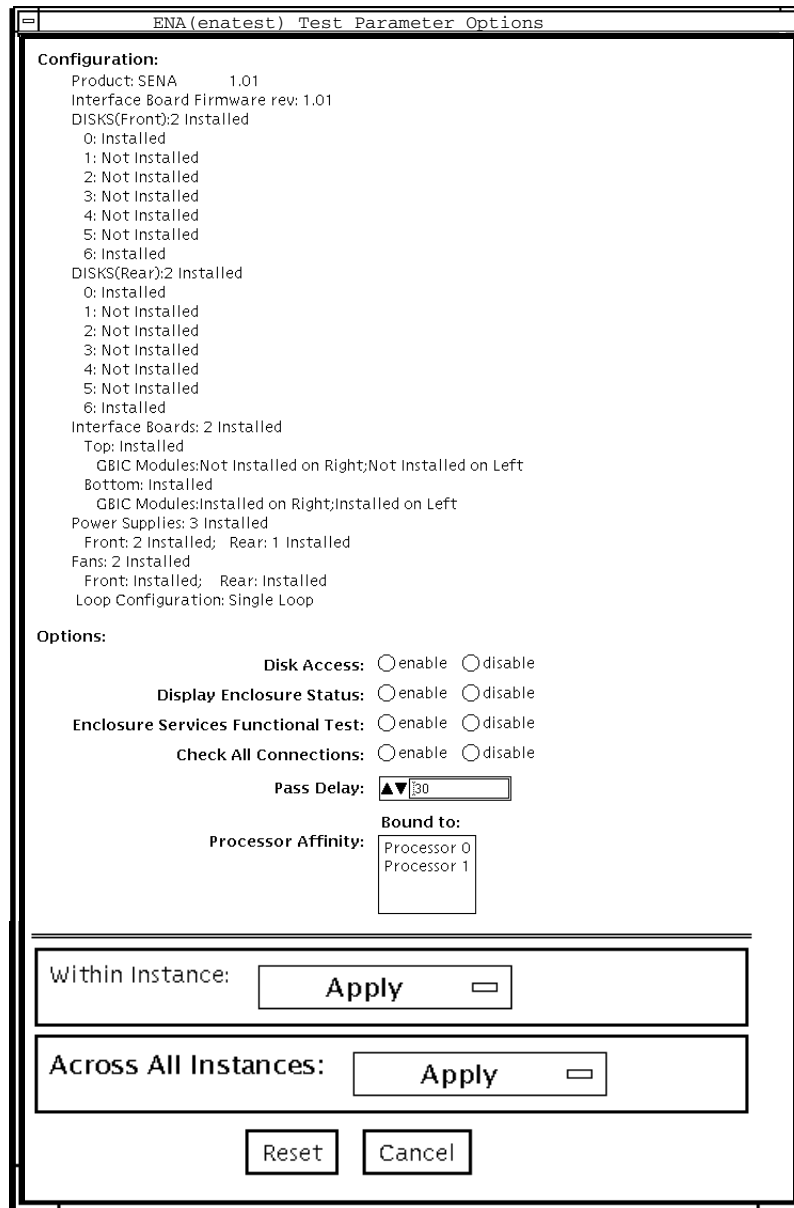 ENA(enatest) Test Parameter Options
Configuration:
Product: SENA 1.01
Interface Board Firmware rev: 1.01
DISKS(Front):2 Installed
0: Installed
1: Not Installed
2: Not Installed
3: Not Installed
4: Not Installed
5: Not Installed
6: Installed
DISKS(Rear):2 Installed
0: Installed
1: Not Installed
2: Not Installed
3: Not Installed
4: Not Installed
5: Not Installed
6: Installed
Interface Boards: 2 Installed
Top: Installed
GBIC Modules:Not Installed on Right;Not Installed on Left
Bottom: Installed
GBIC Modules:Installed on Right;Installed on Left
Power Supplies: 3 Installed
Front: 2 Installed; Rear: 1 Installed
Fans: 2 Installed
Front: Installed; Rear: Installed
Loop Configuration: Single Loop
Options:
Disk Access: enable disable
Display Enclosure Status: enable disable
Enclosure Services Functional Test: enable disable
Check All Connections: enable disable
Pass Delay: 30
Bound to:
Processor Affinity:
Processor 0
Processor 1
Within Instance: Apply
Across All Instances: Apply
Reset Cancel